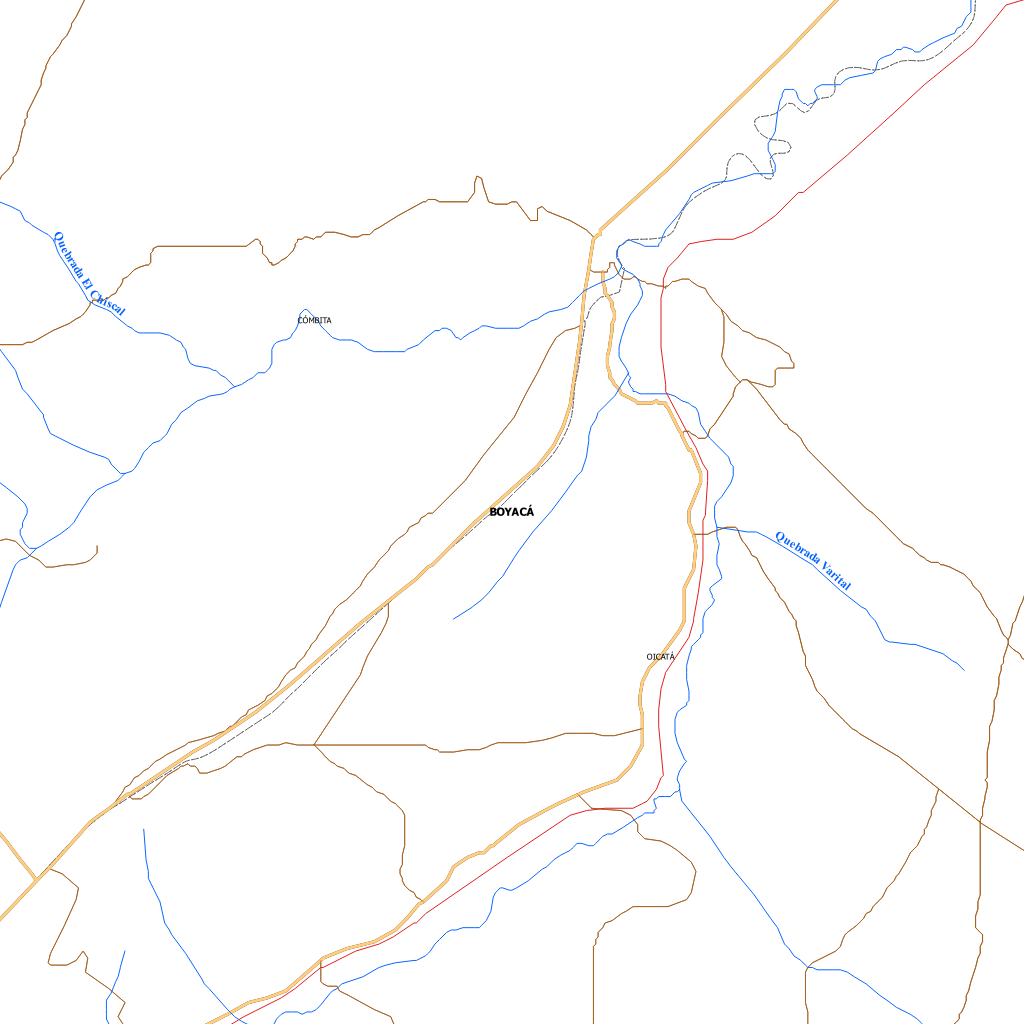 Quebrada El Chiscal
CÓMBITA
BOYACÁ
Quebrada Varital
OICATÁ